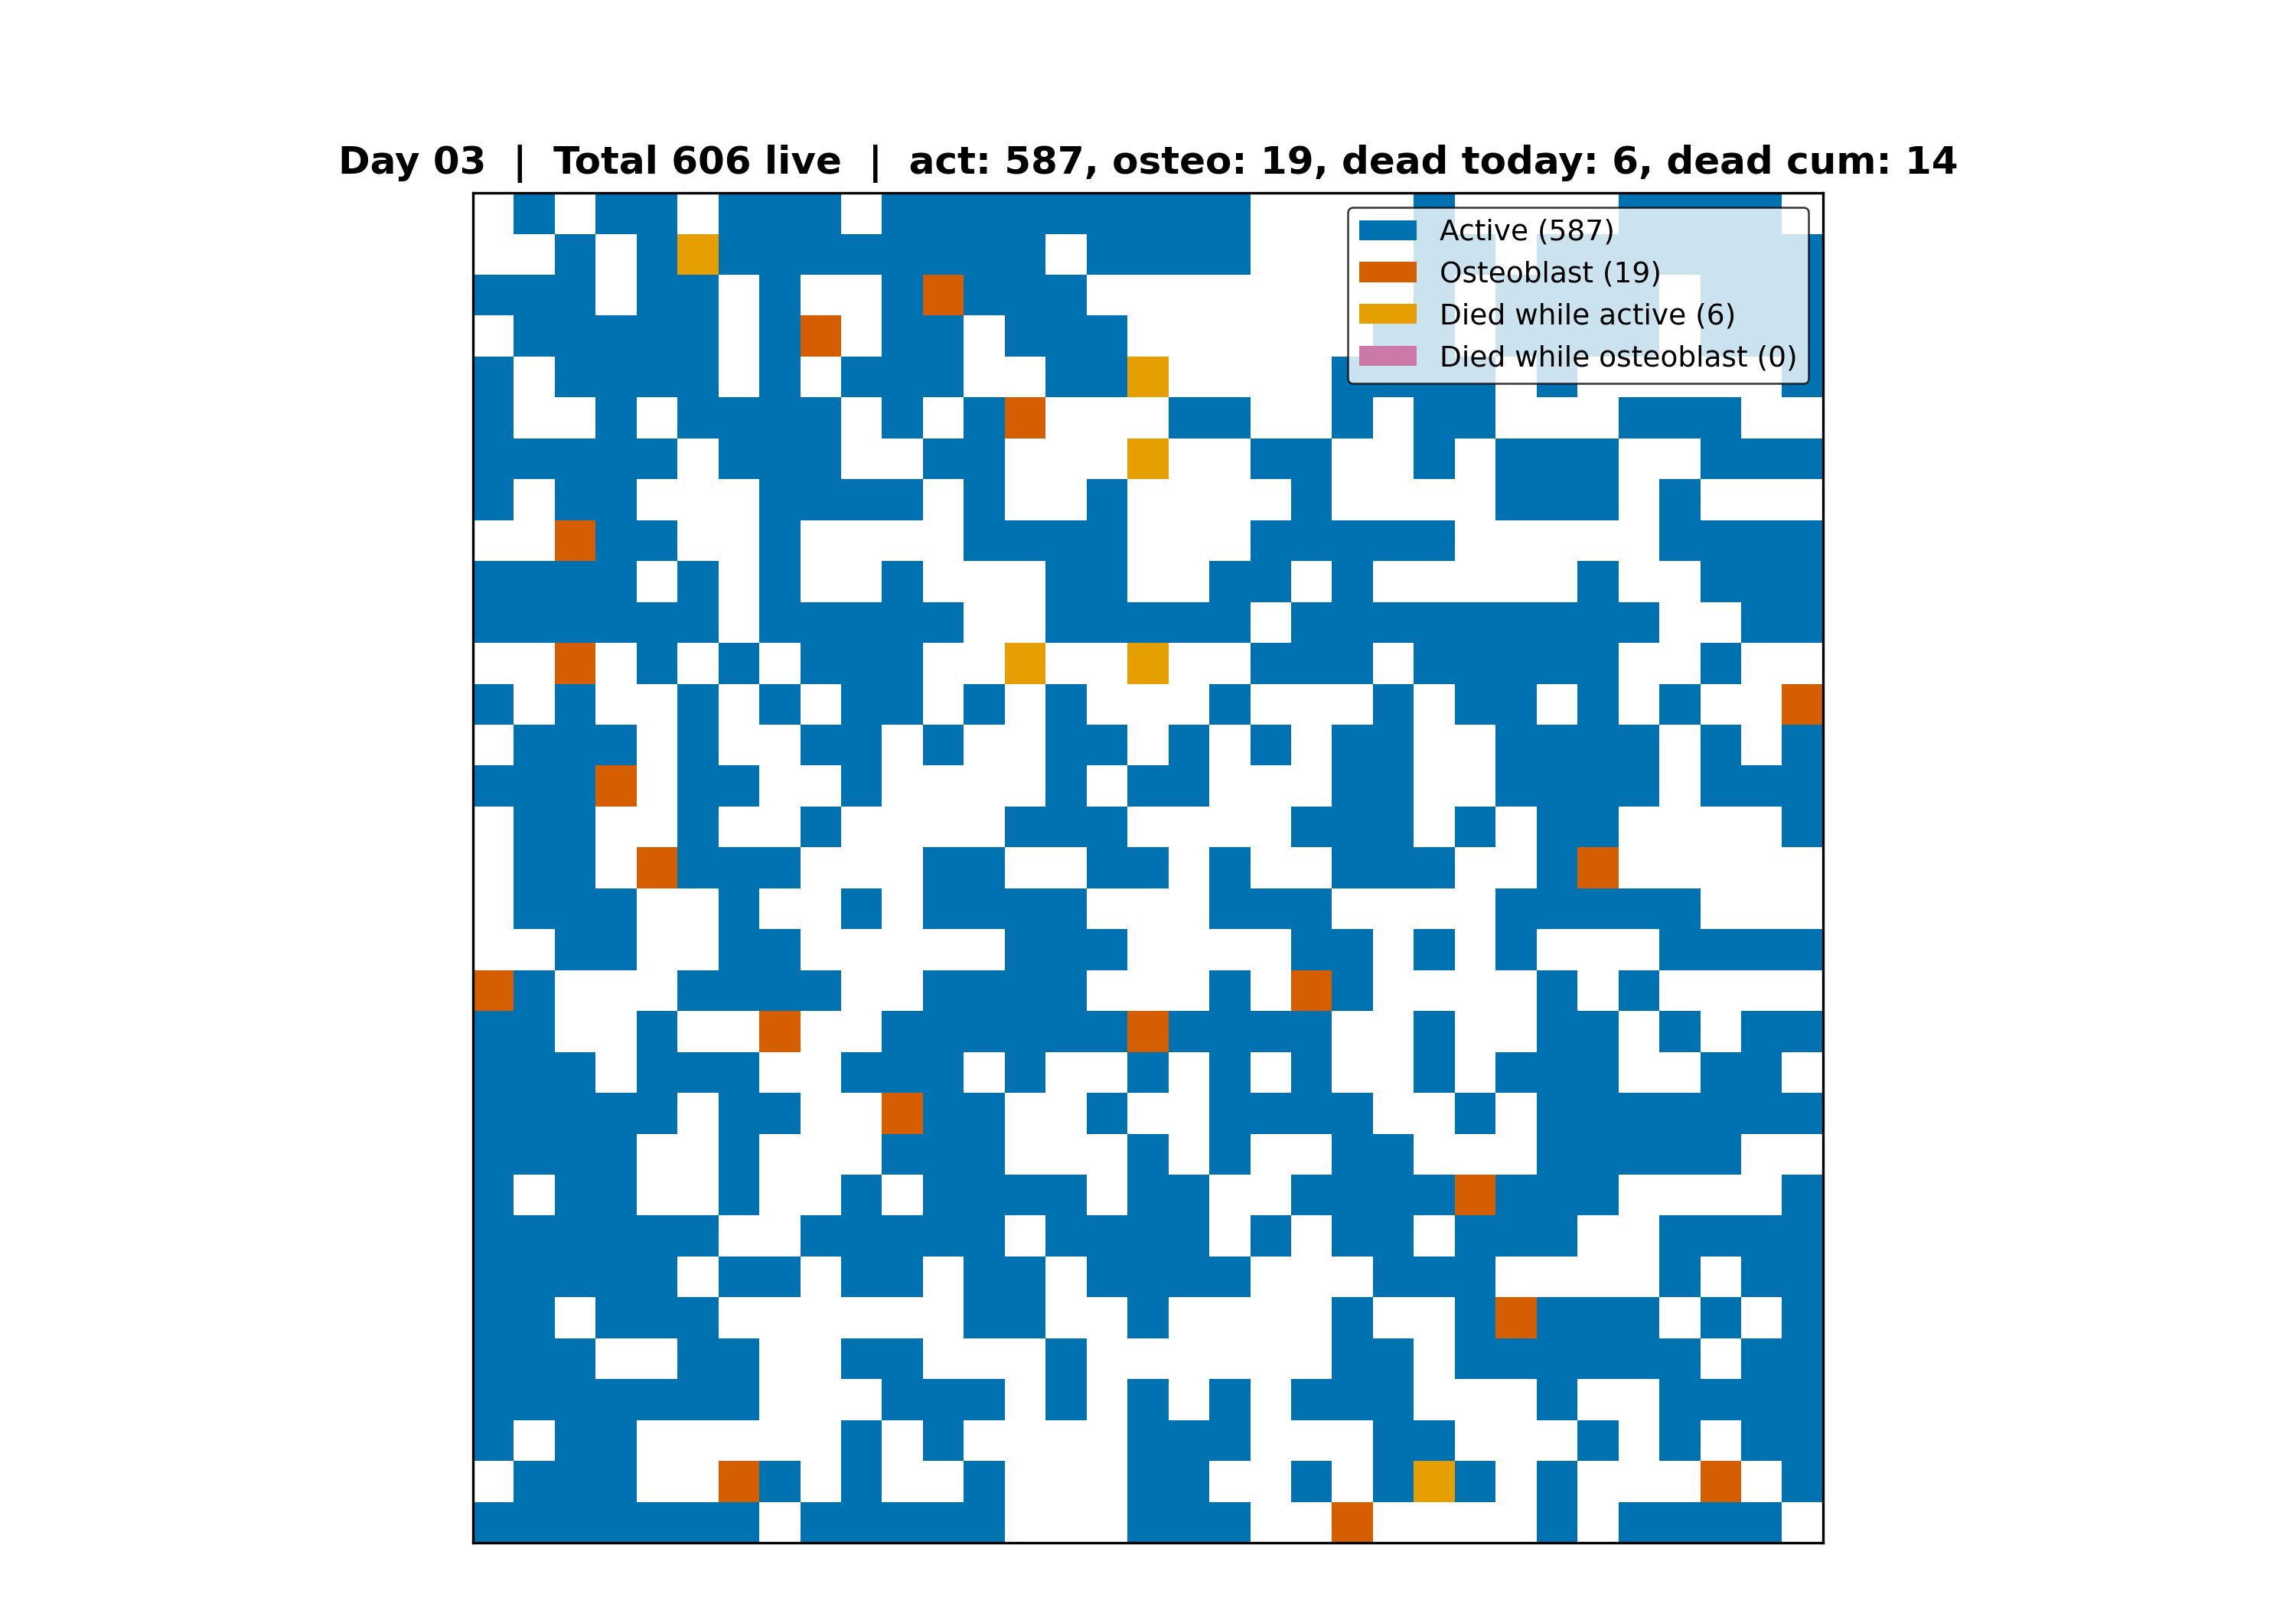 Day 03 | Total 606 live | act: 587, osteo: 19, dead today: 6, dead cum: 14
Active (587)
Osteoblast (19)
Died while active (6)
Died while osteoblast (0)